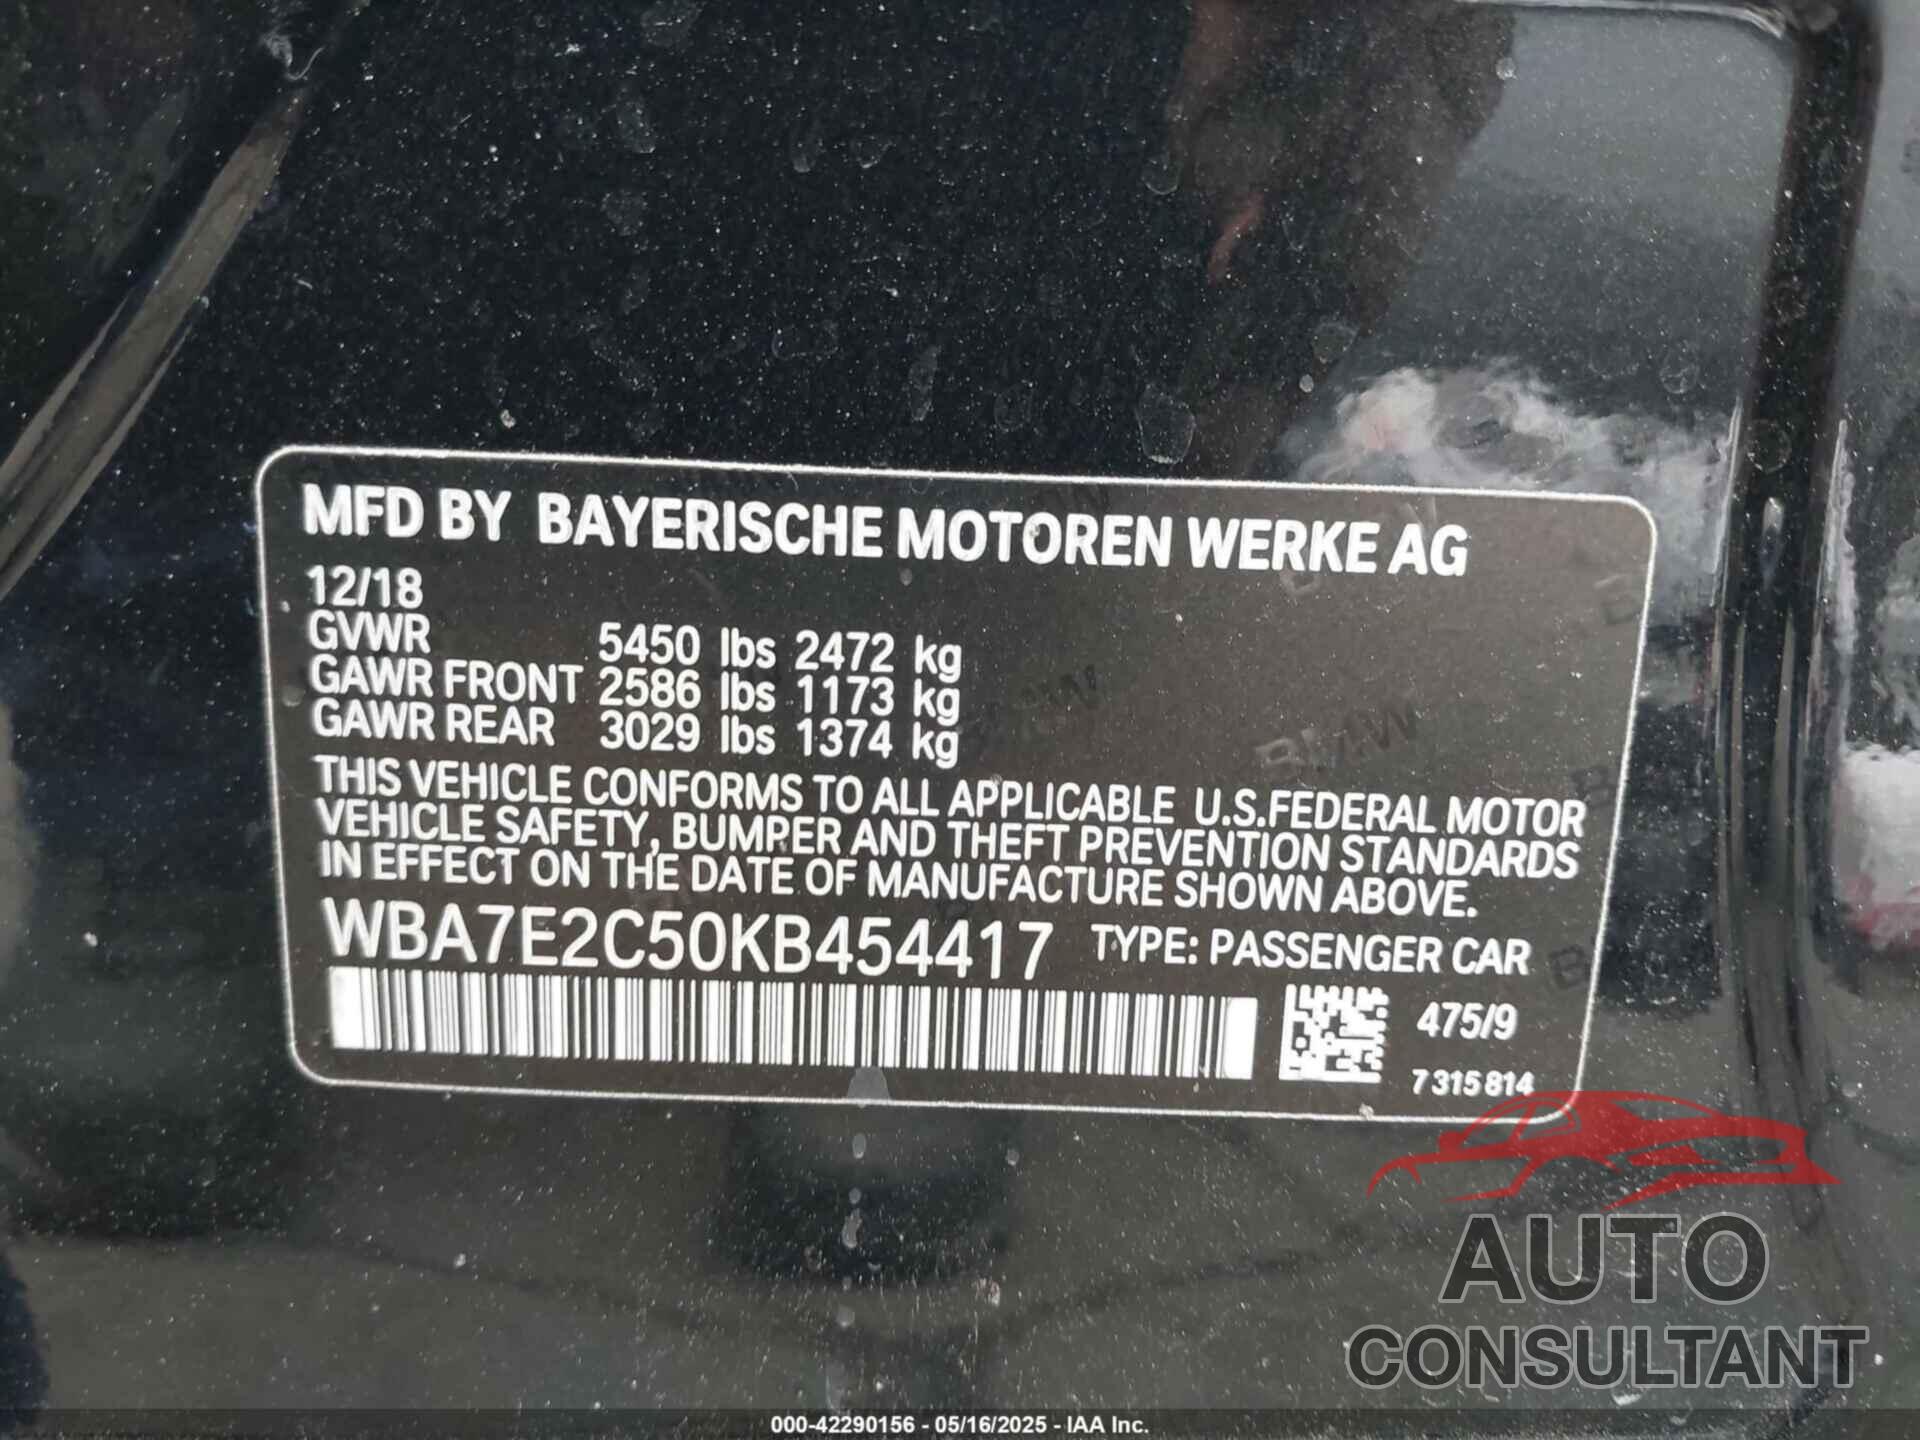 MFD BY BAYERISCHE MOTOREN WERKE AG
12/18
GVWR 5450 lbs 2472 kg
GAWR FRONT 2586 lbs 1173 kg
GAWR REAR 3029 lbs 1374 kg
THIS VEHICLE CONFORMS TO ALL APPLICABLE U.S.FEDERAL MOTOR
VEHICLE SAFETY, BUMPER AND THEFT PREVENTION STANDARDS
IN EFFECT ON THE DATE OF MANUFACTURE SHOWN ABOVE.
WBA7E2C50KB454417 TYPE: PASSENGER CAR
475/9
7 315 814
AUTO
CONSULTANT
000-42290156 - 05/16/2025 - IAA Inc.